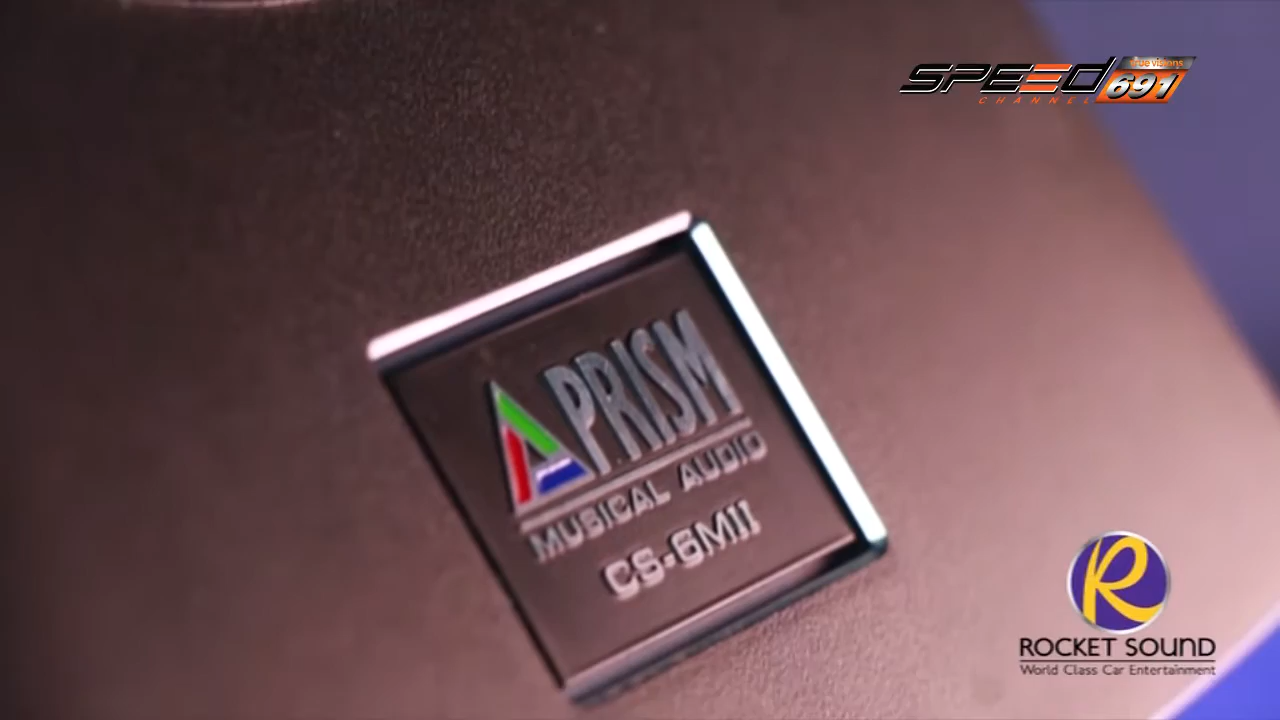 SPEED
true visions
CHANNEL
691
PRISM
MUSICAL AUDIO
CS-6MII
R
ROCKET SOUND
World Class Car Entertainment